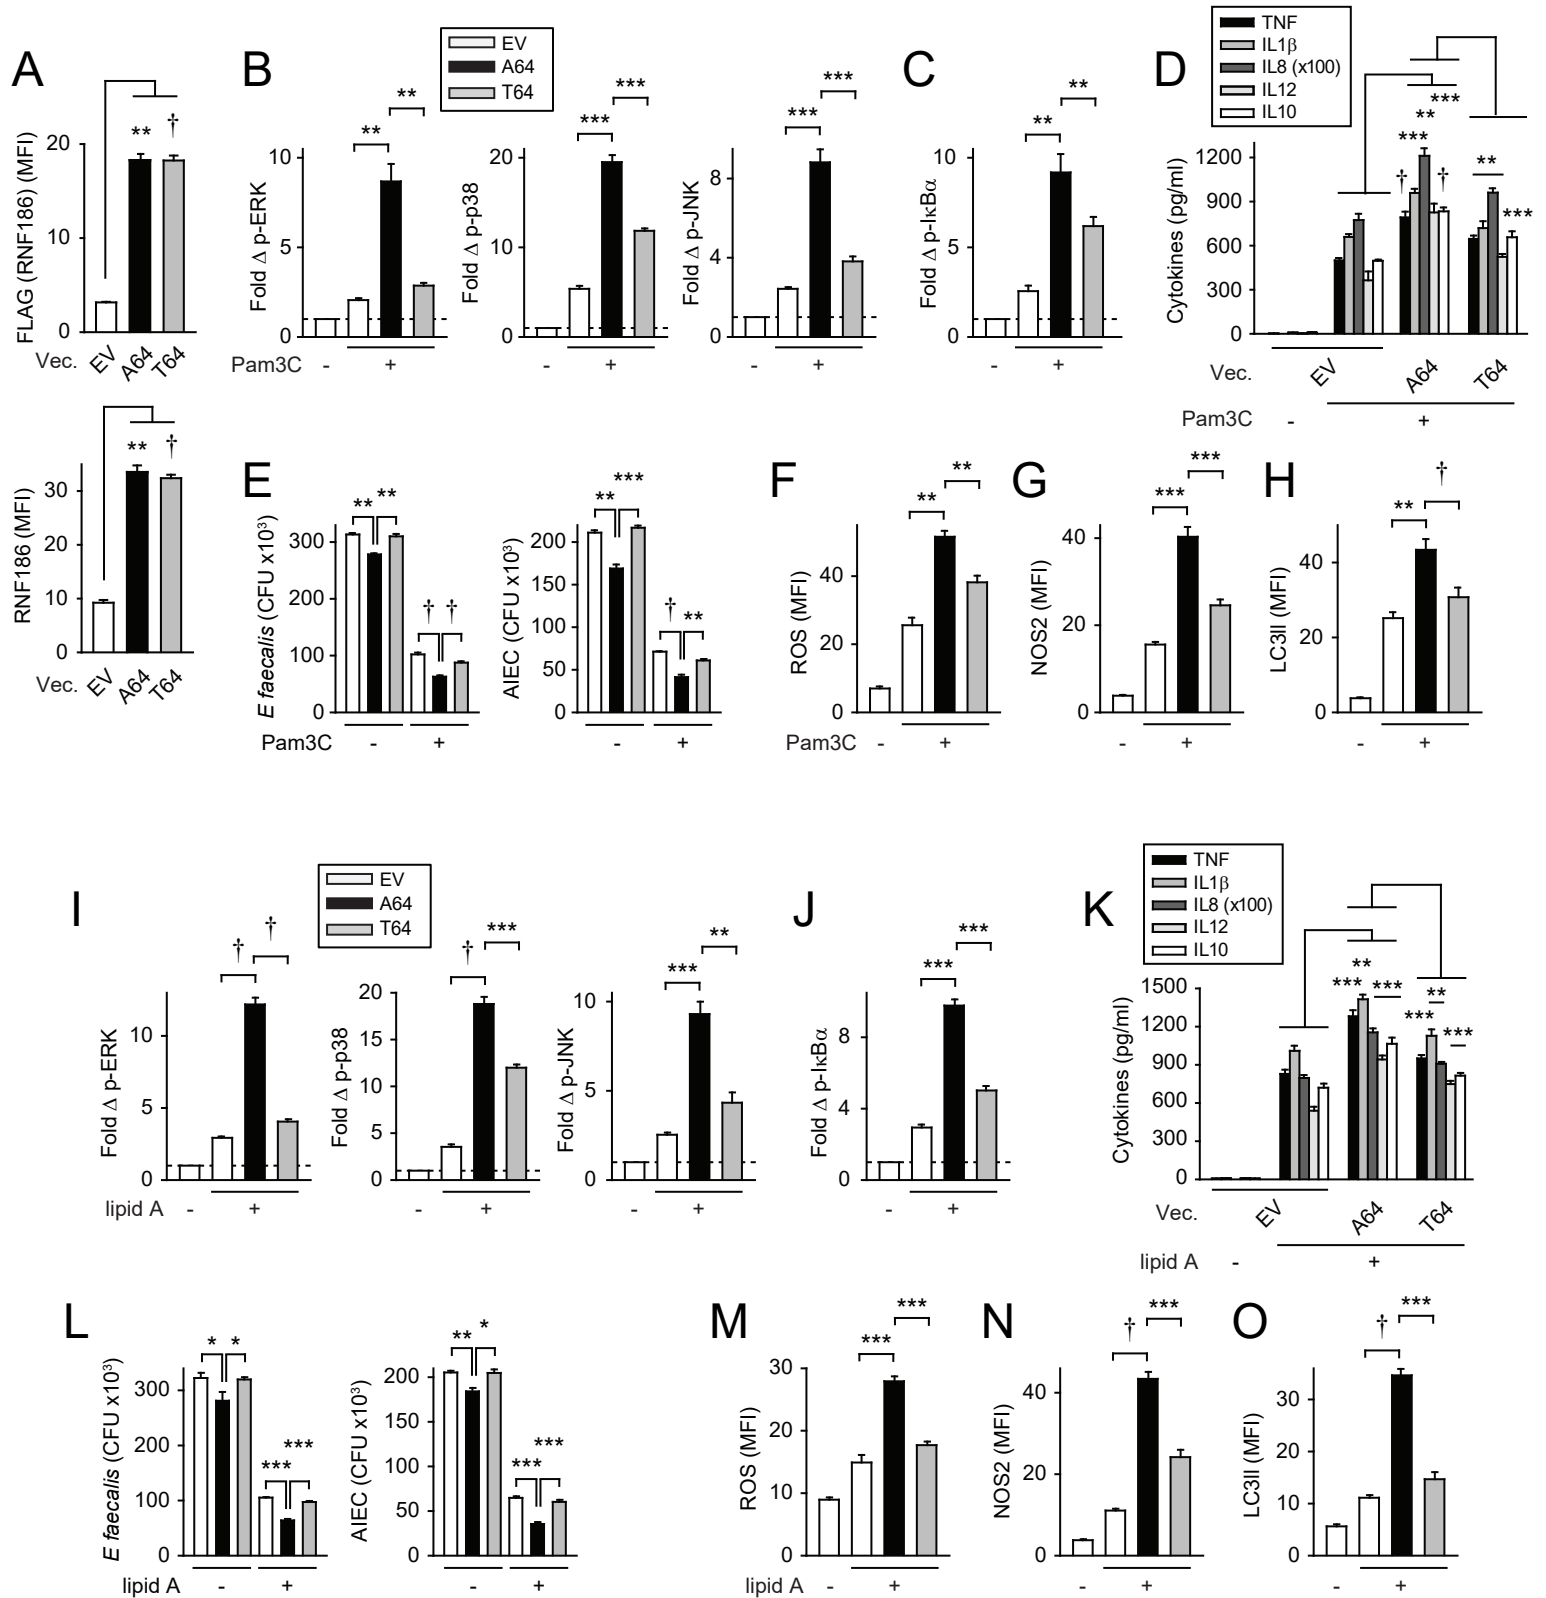 A
FLAG (RNF186) (MFI)
20
10
0
** †
Vec. EV A64 T64
RNF186 (MFI)
30
20
10
0
** †
Vec. EV A64 T64
B
EV
A64
T64
Fold Δ p-ERK
10
5
0
** **
Pam3C - +
Fold Δ p-p38
20
10
0
*** ***
- +
Fold Δ p-JNK
8
4
0
*** ***
- +
C
Fold Δ p-IκBα
10
5
0
** **
- +
D
TNF
IL1β
IL8 (x100)
IL12
IL10
Cytokines (pg/ml)
1200
900
600
300
0
***
**
***
† †
**
***
Vec. EV A64 T64
Pam3C - +
E
E faecalis (CFU x10³)
300
200
100
0
** **
† †
Pam3C - +
AIEC (CFU x10³)
200
150
100
50
0
** ***
† **
- +
F
ROS (MFI)
40
20
0
** **
Pam3C - +
G
NOS2 (MFI)
40
20
0
*** ***
- +
H
LC3II (MFI)
40
20
0
** †
- +
I
EV
A64
T64
Fold Δ p-ERK
10
5
0
† †
lipid A - +
Fold Δ p-p38
20
15
10
5
0
† ***
- +
Fold Δ p-JNK
10
5
0
*** **
- +
J
Fold Δ p-IκBα
8
4
0
*** ***
- +
K
TNF
IL1β
IL8 (x100)
IL12
IL10
Cytokines (pg/ml)
1500
1200
900
600
300
0
**
*** ***
**
***
***
Vec. EV A64 T64
lipid A - +
L
E faecalis (CFU x10³)
300
200
100
0
* *
*** ***
lipid A - +
AIEC (CFU x10³)
200
150
100
50
0
** *
*** ***
- +
M
ROS (MFI)
30
20
10
0
*** ***
lipid A - +
N
NOS2 (MFI)
40
20
0
† ***
- +
O
LC3II (MFI)
30
20
10
0
† ***
- +